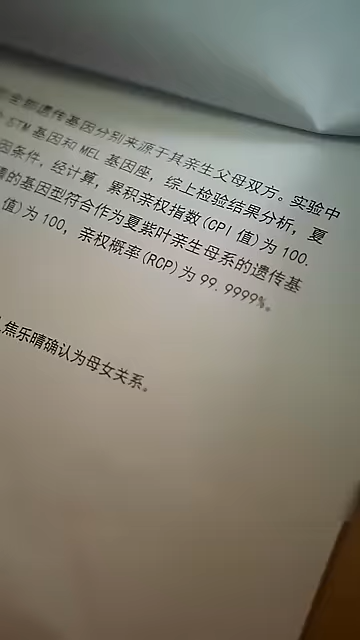 全部遗传基因分别来源于其亲生父母双方。实验中
STM基因和 MEL 基因座，综上检验结果分析，夏
因条件，经计算，累积亲权指数(CPI 值)为 100.
的基因型符合作为夏紫叶亲生母系的遗传基
值)为 100，亲权概率(RCP)为 99.9999%。
焦乐晴确认为母女关系。